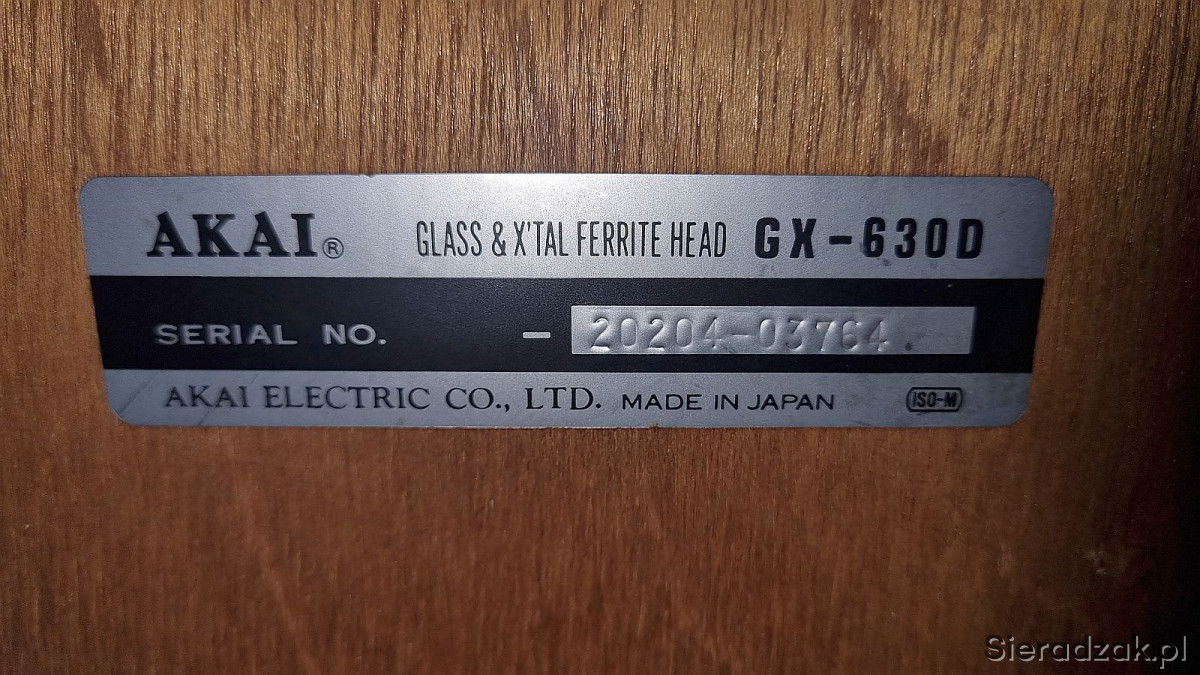 AKAI® GLASS & X'TAL FERRITE HEAD GX-630D
SERIAL NO. - 20204-03764
AKAI ELECTRIC CO., LTD. MADE IN JAPAN ISO-M
Sieradzak.pl